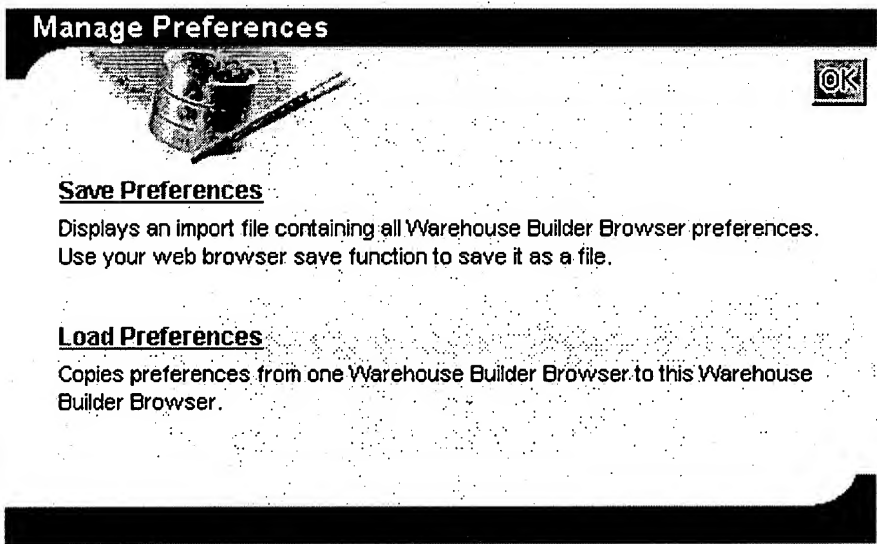 Manage Preferences
OK
Save Preferences
Displays an import file containing all Warehouse Builder Browser preferences.
Use your web browser save function to save it as a file.
Load Preferences
Copies preferences from one Warehouse Builder Browser to this Warehouse
Builder Browser.